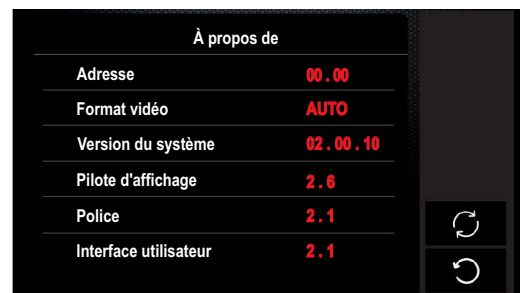 À propos de
Adresse 00.00
Format vidéo AUTO
Version du système 02.00.10
Pilote d'affichage 2.6
Police 2.1
Interface utilisateur 2.1